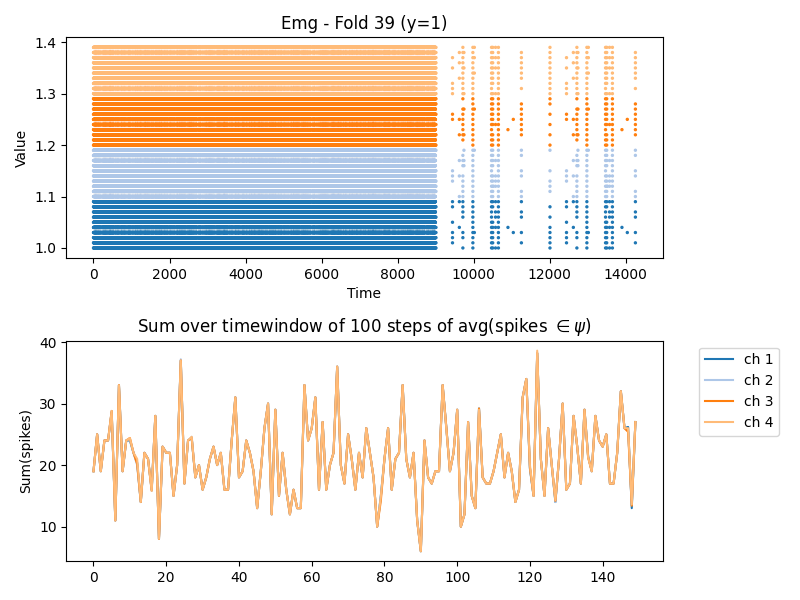 Emg - Fold 39 (y=1)
1.4
1.3
1.2
1.1
1.0
Value
0 2000 4000 6000 8000 10000 12000 14000
Time
Sum over timewindow of 100 steps of avg(spikes ∈ ψ)
40
30
20
10
Sum(spikes)
0 20 40 60 80 100 120 140
ch 1
ch 2
ch 3
ch 4